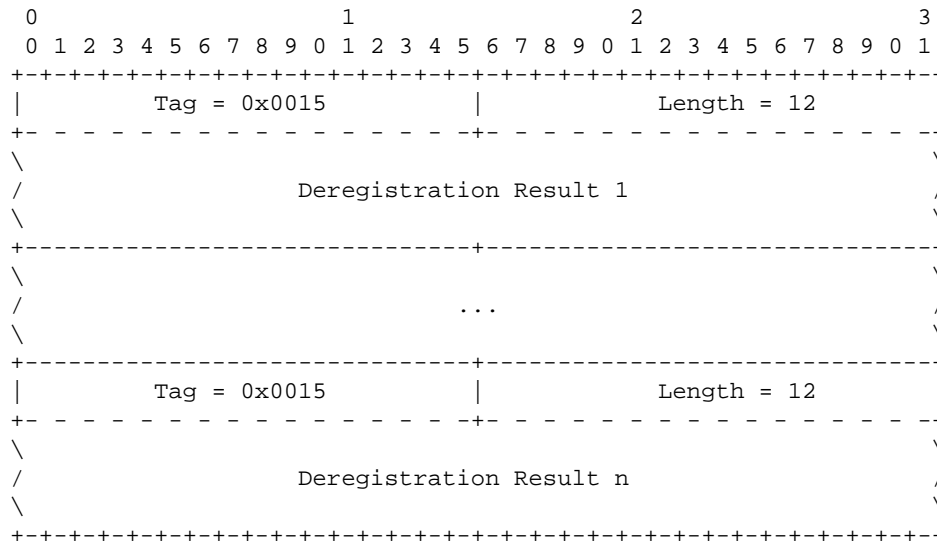 0                   1                   2                   3
0 1 2 3 4 5 6 7 8 9 0 1 2 3 4 5 6 7 8 9 0 1 2 3 4 5 6 7 8 9 0 1
Tag = 0x0015 | Length = 12
Deregistration Result 1
...
Tag = 0x0015 | Length = 12
Deregistration Result n